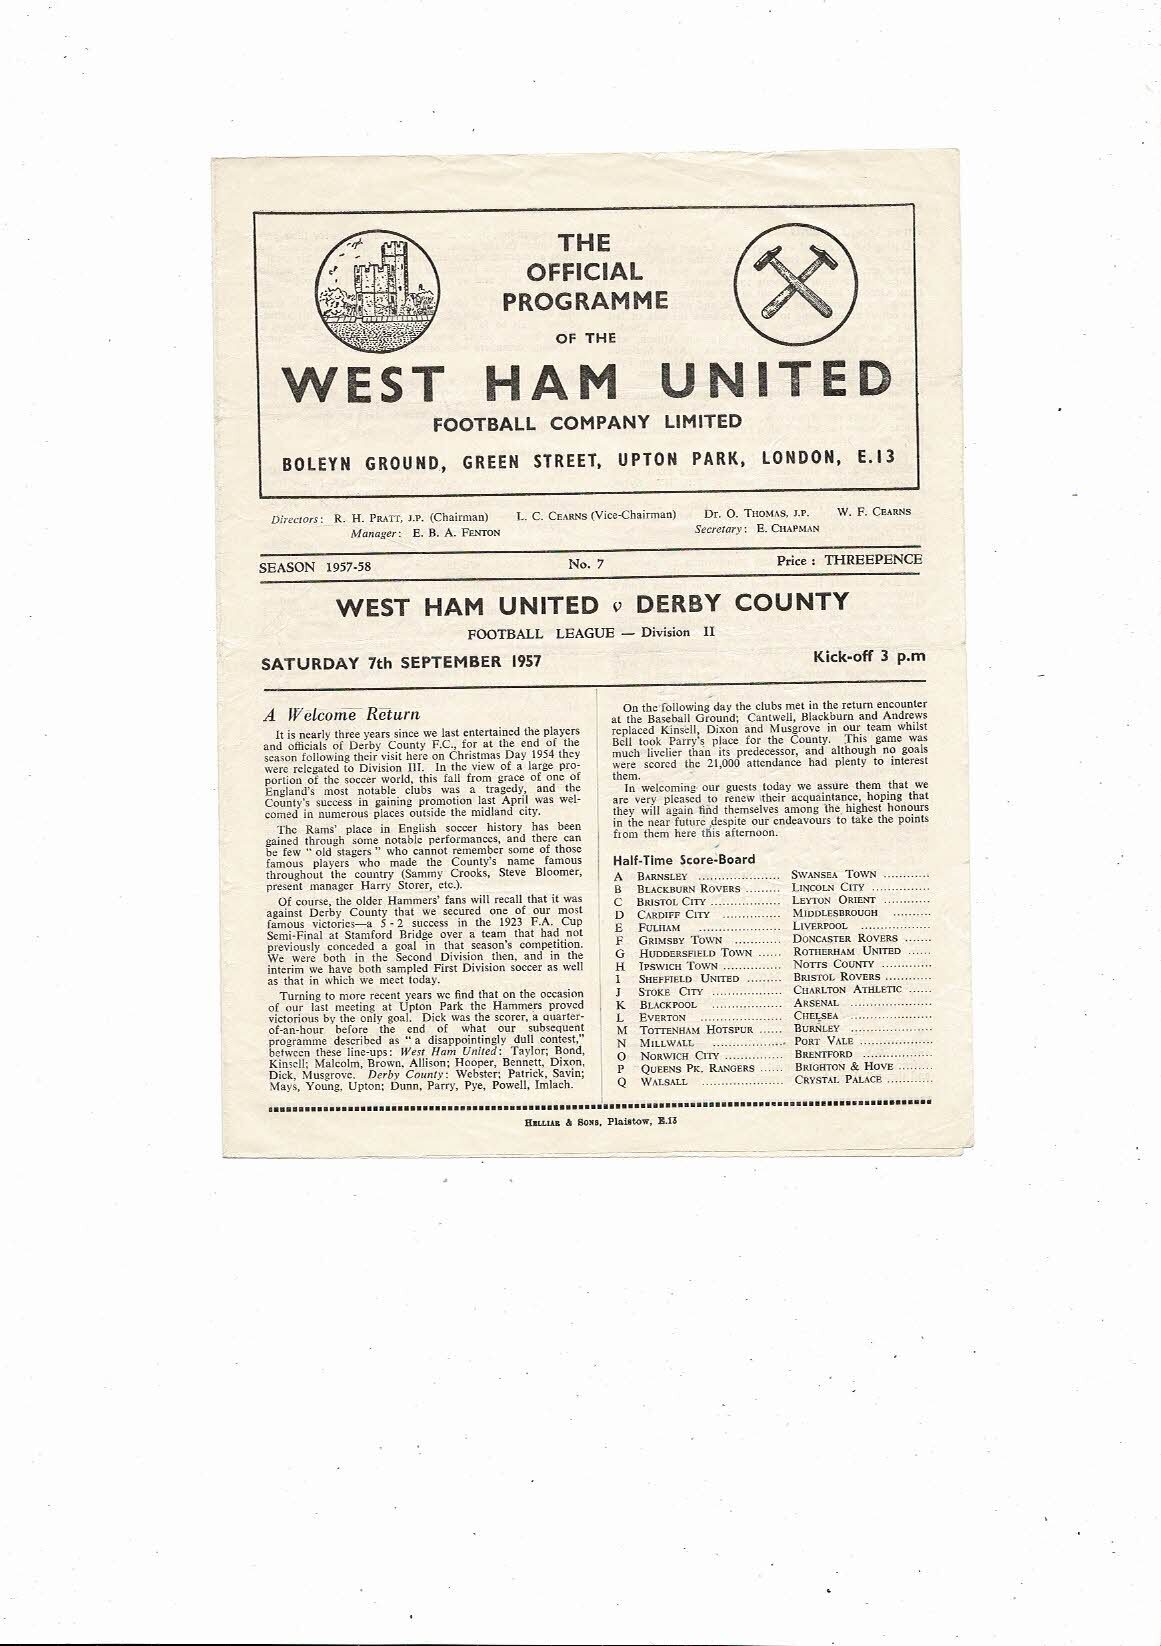 THE
OFFICIAL
PROGRAMME
OF THE
WEST HAM UNITED
FOOTBALL COMPANY LIMITED
BOLEYN GROUND, GREEN STREET, UPTON PARK, LONDON, E.13
Directors: R. H. PRATT, J.P. (Chairman) L. C. CEARNS (Vice-Chairman) Dr. O. THOMAS, J.P. W. F. CEARNS
Manager: E. B. A. FENTON Secretary: E. CHAPMAN
SEASON 1957-58 No. 7 Price : THREEPENCE
WEST HAM UNITED v DERBY COUNTY
FOOTBALL LEAGUE — Division II
SATURDAY 7th SEPTEMBER 1957 Kick-off 3 p.m
A Welcome Return
It is nearly three years since we last entertained the players
and officials of Derby County F.C., for at the end of the
season following their visit here on Christmas Day 1954 they
were relegated to Division III. In the view of a large pro-
portion of the soccer world, this fall from grace of one of
England's most notable clubs was a tragedy, and the
County's success in gaining promotion last April was wel-
comed in numerous places outside the midland city.
The Rams' place in English soccer history has been
gained through some notable performances, and there can
be few " old stagers " who cannot remember some of those
famous players who made the County's name famous
throughout the country (Sammy Crooks, Steve Bloomer,
present manager Harry Storer, etc.).
Of course, the older Hammers' fans will recall that it was
against Derby County that we secured one of our most
famous victories—a 5 - 2 success in the 1923 F.A. Cup
Semi-Final at Stamford Bridge over a team that had not
previously conceded a goal in that season's competition.
We were both in the Second Division then, and in the
interim we have both sampled First Division soccer as well
as that in which we meet today.
Turning to more recent years we find that on the occasion
of our last meeting at Upton Park the Hammers proved
victorious by the only goal. Dick was the scorer, a quarter-
of-an-hour before the end of what our subsequent
programme described as " a disappointingly dull contest,"
between these line-ups: West Ham United: Taylor; Bond,
Kinsell; Malcolm, Brown, Allison; Hooper, Bennett, Dixon,
Dick, Musgrove. Derby County: Webster; Patrick, Savin;
Mays, Young, Upton; Dunn, Parry, Pye, Powell, Imlach.
On the following day the clubs met in the return encounter
at the Baseball Ground; Cantwell, Blackburn and Andrews
replaced Kinsell, Dixon and Musgrove in our team whilst
Bell took Parry's place for the County. This game was
much livelier than its predecessor, and although no goals
were scored the 21,000 attendance had plenty to interest
them.
In welcoming our guests today we assure them that we
are very pleased to renew their acquaintance, hoping that
they will again find themselves among the highest honours
in the near future despite our endeavours to take the points
from them here this afternoon.
Half-Time Score-Board
A BARNSLEY .................... SWANSEA TOWN ............
B BLACKBURN ROVERS ......... LINCOLN CITY ..............
C BRISTOL CITY ................. LEYTON ORIENT ............
D CARDIFF CITY .............. MIDDLESBROUGH ..........
E FULHAM .................... LIVERPOOL .................
F GRIMSBY TOWN ............ DONCASTER ROVERS .......
G HUDDERSFIELD TOWN ...... ROTHERHAM UNITED ......
H IPSWICH TOWN .............. NOTTS COUNTY ............
I SHEFFIELD UNITED ......... BRISTOL ROVERS ............
J STOKE CITY ................. CHARLTON ATHLETIC ......
K BLACKPOOL .................. ARSENAL ....................
L EVERTON .................... CHELSEA ....................
M TOTTENHAM HOTSPUR ...... BURNLEY ....................
N MILLWALL .................. PORT VALE ..................
O NORWICH CITY .............. BRENTFORD .................
P QUEENS PK. RANGERS ...... BRIGHTON & HOVE .........
Q WALSALL .................... CRYSTAL PALACE ...........
HELLIAR & SONS, Plaistow, E.13